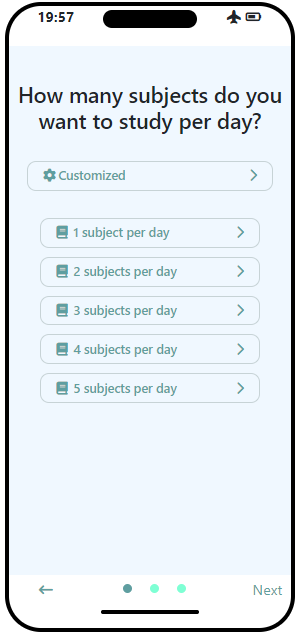 19:57
How many subjects do you
want to study per day?
Customized
1 subject per day
2 subjects per day
3 subjects per day
4 subjects per day
5 subjects per day
Next